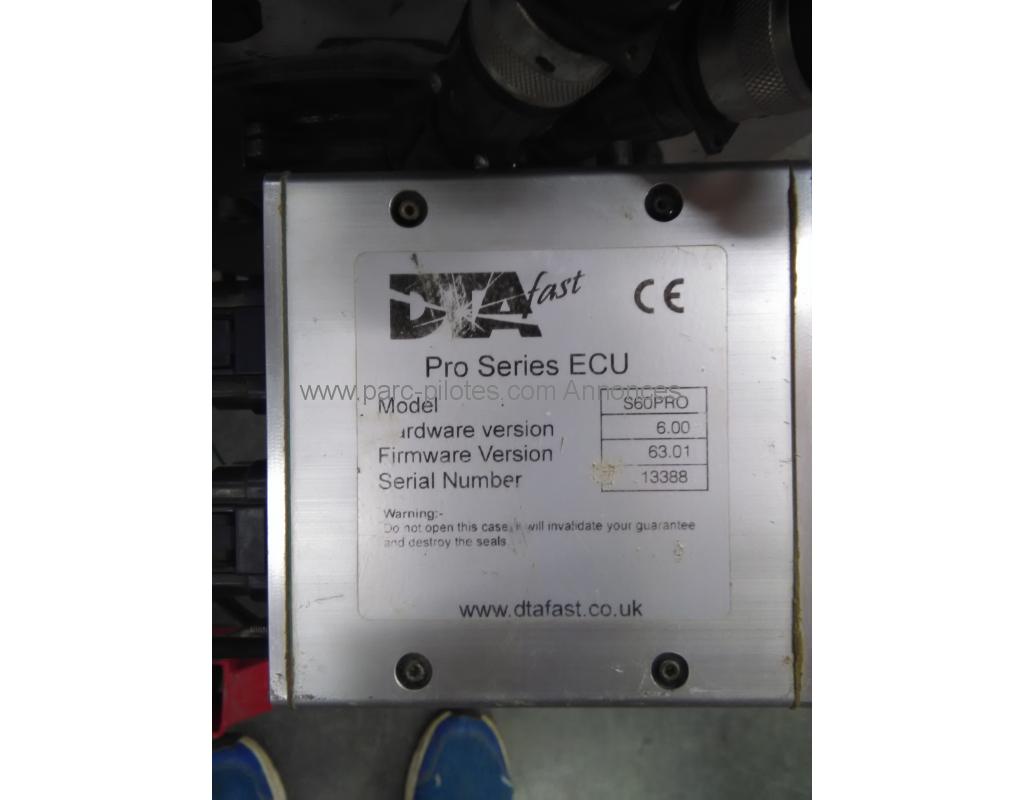 DTAfast CE
Pro Series ECU
www.parc-pilotes.com Annonces
Model S60PRO
ardware version 6.00
Firmware Version 63.01
Serial Number 13388
Warning:-
Do not open this case, it will invalidate your guarantee
and destroy the seals
www.dtafast.co.uk